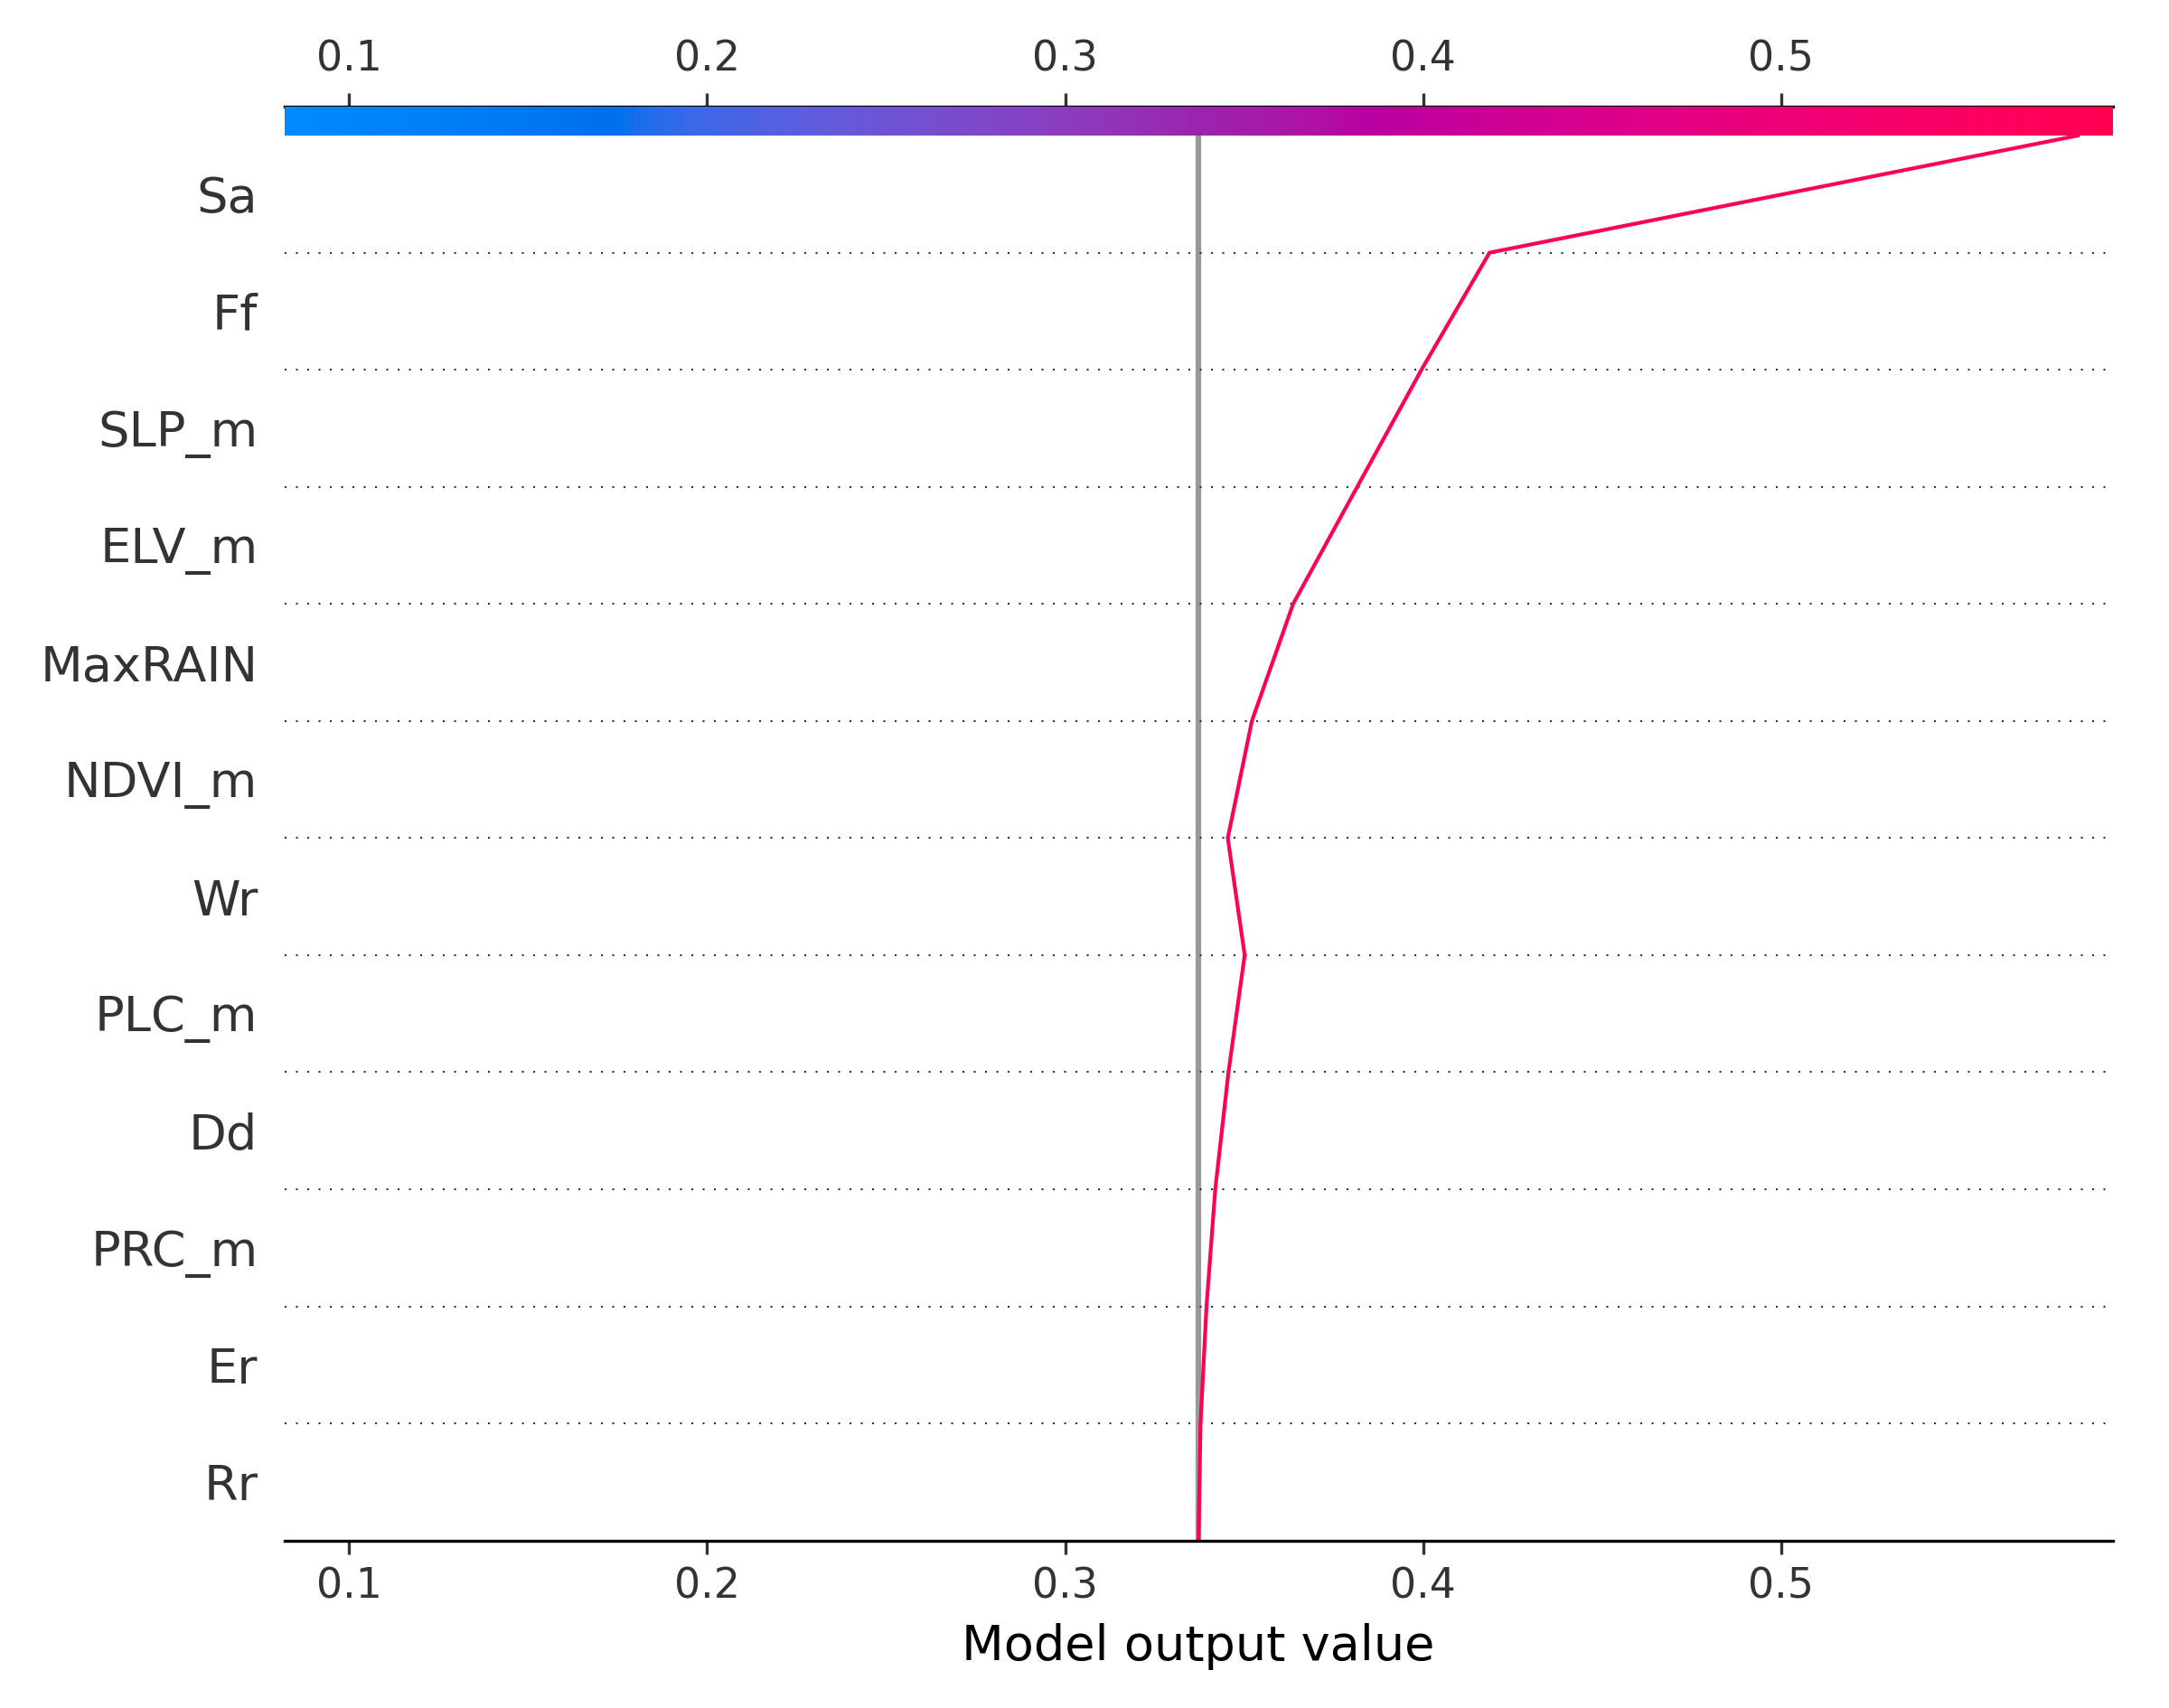 0.1 0.2 0.3 0.4 0.5
Sa
Ff
SLP_m
ELV_m
MaxRAIN
NDVI_m
Wr
PLC_m
Dd
PRC_m
Er
Rr
0.1 0.2 0.3 0.4 0.5
Model output value